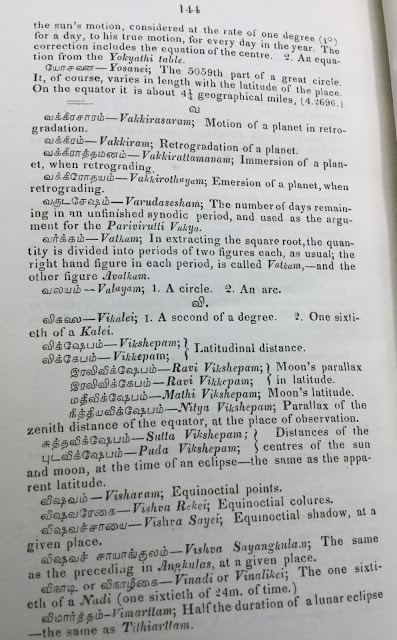 144
the sun's motion, considered at the rate of one degree (1°)
for a day, to his true motion, for every day in the year. The
correction includes the equation of the centre. 2. An equa-
tion from the Yokyathi table.
யோசவை—Yosanei; The 5059th part of a great circle.
It, of course, varies in length with the latitude of the place.
On the equator it is about 4¼ geographical miles, (4.2696.)
வ
வக்கிரசாரம்—Vakkirasaram; Motion of a planet in retro-
gradation.
வக்கிரம்—Vakkiram; Retrogradation of a planet.
வக்கிராத்தமனம்—Vakkirattamanam; Immersion of a plan-
et, when retrograding.
வக்கிரோதயம்—Vakkirothayam; Emersion of a planet, when
retrograding.
வருடசேஷம்—Varudasesham; The number of days remain-
ing in an unfinished synodic period, and used as the argu-
ment for the Parivirutti Vakya.
வர்க்கம்—Vatkam; In extracting the square root, the quan-
tity is divided into periods of two figures each, as usual; the
right hand figure in each period, is called Vatkam,—and the
other figure Avatkam.
வலயம்—Valayam; 1. A circle. 2. An arc.
வி.
விகலை—Vikalei; 1. A second of a degree. 2. One sixti-
eth of a Kalei.
விக்ஷேபம்—Vikshepam; }
விக்கேபம்—Vikkepam; } Latitudinal distance.
இரவிவிக்ஷேபம்—Ravi Vikshepam; } Moon's parallax
இரவிவிக்கேபம்—Ravi Vikkepam; } in latitude.
மதிவிக்ஷேபம்—Mathi Vikshepam; Moon's latitude.
நித்தியவிக்ஷேபம்—Nitya Vikshepam; Parallax of the
zenith distance of the equator, at the place of observation.
சுத்தவிக்ஷேபம்—Sutta Vikshepam; } Distances of the
புடவிக்ஷேபம்—Puda Vikshepam; } centres of the sun
and moon, at the time of an eclipse—the same as the appa-
rent latitude.
விஷவம்—Vishavam; Equinoctial points.
விஷவரேகை—Vishva Rekei; Equinoctial colures.
விஷவச்சாயை—Vishva Sayei; Equinoctial shadow, at a
given place.
விஷவச் சாயாங்குலம்—Vishva Sayangkulam; The same
as the preceding in Angkulas, at a given place.
விநாடி or விநாழிகை—Vinadi or Vinalikei; The one sixti-
eth of a Nadi (one sixtieth of 24m. of time.)
விமார்த்தம்—Vimarttam; Half the duration of a lunar eclipse
—the same as Tithiarttam.